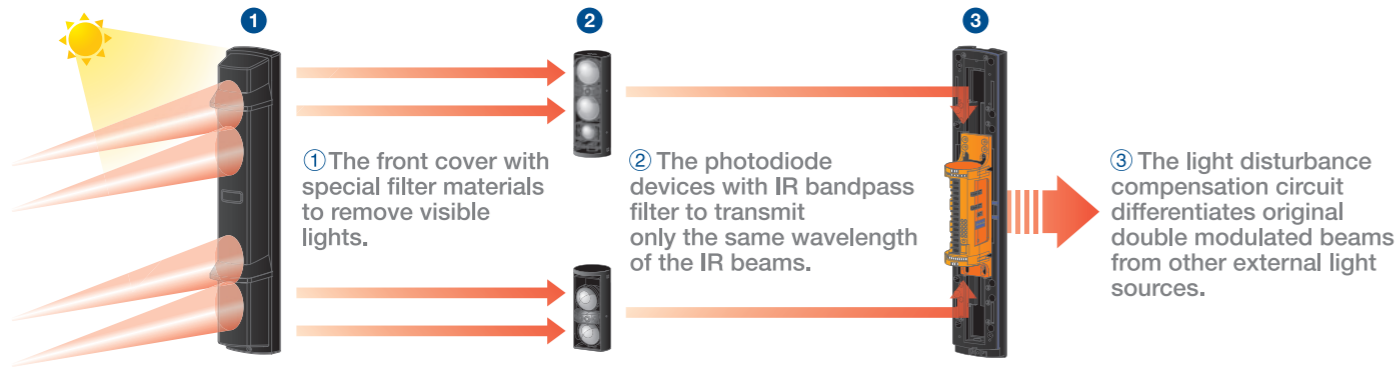 1
2
3
① The front cover with
special filter materials
to remove visible
lights.
② The photodiode
devices with IR bandpass
filter to transmit
only the same wavelength
of the IR beams.
③ The light disturbance
compensation circuit
differentiates original
double modulated beams
from other external light
sources.